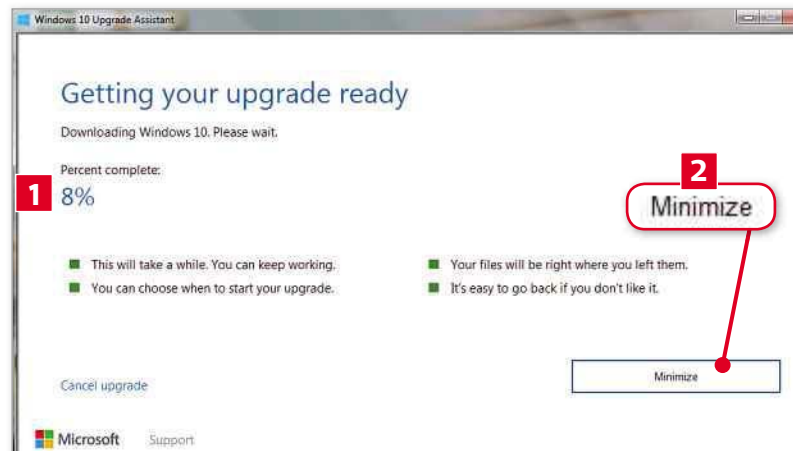 Windows 10 Upgrade Assistant
Getting your upgrade ready
Downloading Windows 10. Please wait.
Percent complete:
1
8%
2
Minimize
This will take a while. You can keep working.
Your files will be right where you left them.
You can choose when to start your upgrade.
It's easy to go back if you don't like it.
Cancel upgrade
Minimize
Microsoft
Support